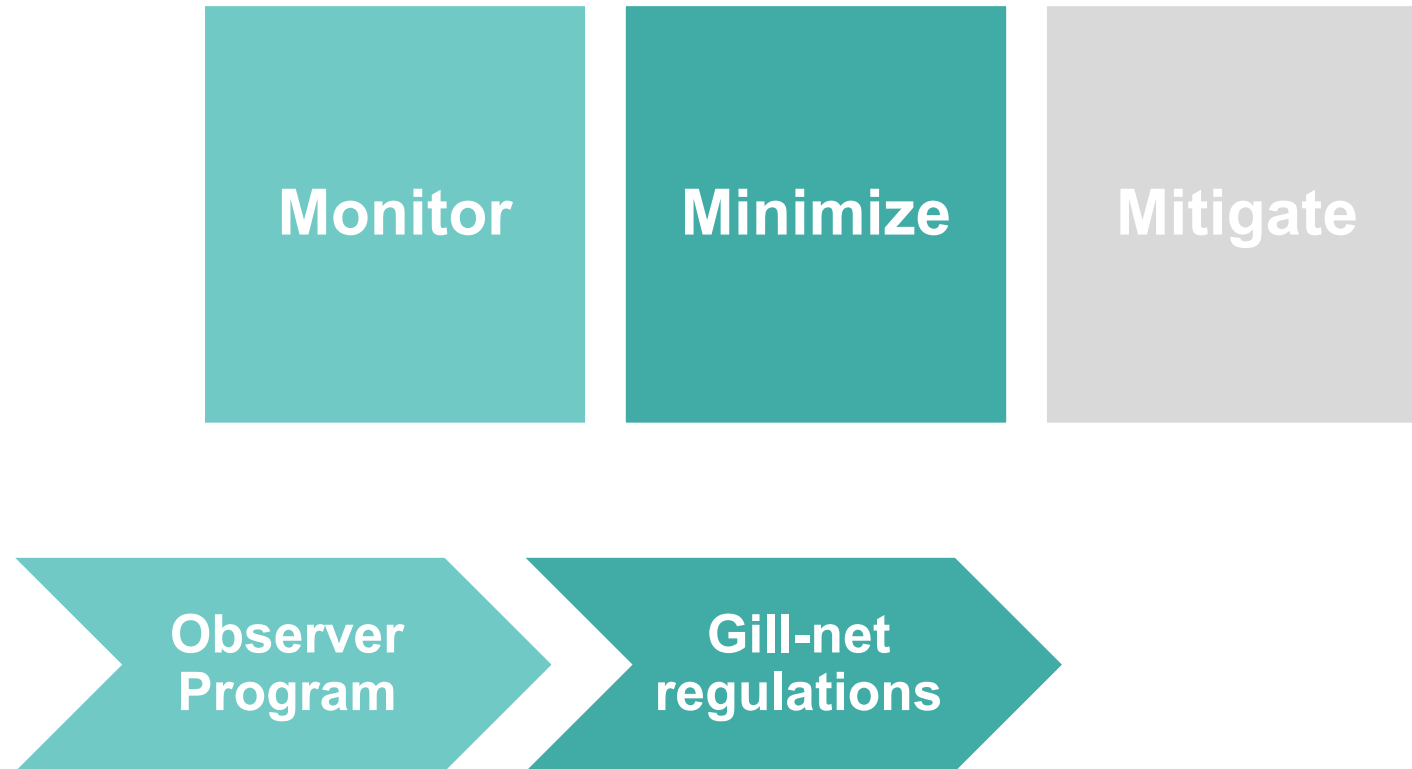 Monitor
Minimize
Mitigate
Observer
Program
Gill-net
regulations